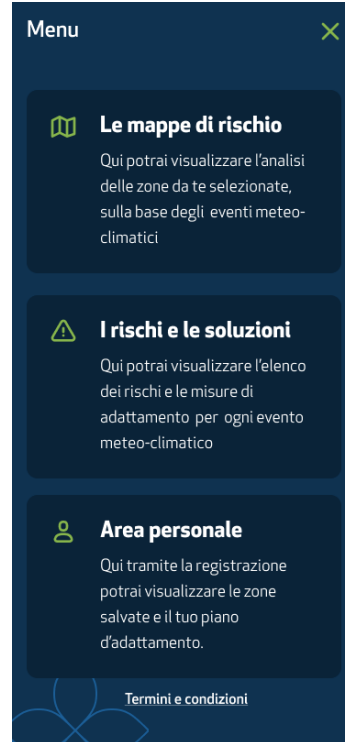 Menu
Le mappe di rischio
Qui potrai visualizzare l'analisi
delle zone da te selezionate,
sulla base degli eventi meteo-
climatici
I rischi e le soluzioni
Qui potrai visualizzare l'elenco
dei rischi e le misure di
adattamento per ogni evento
meteo-climatico
Area personale
Qui tramite la registrazione
potrai visualizzare le zone
salvate e il tuo piano
d'adattamento.
Termini e condizioni